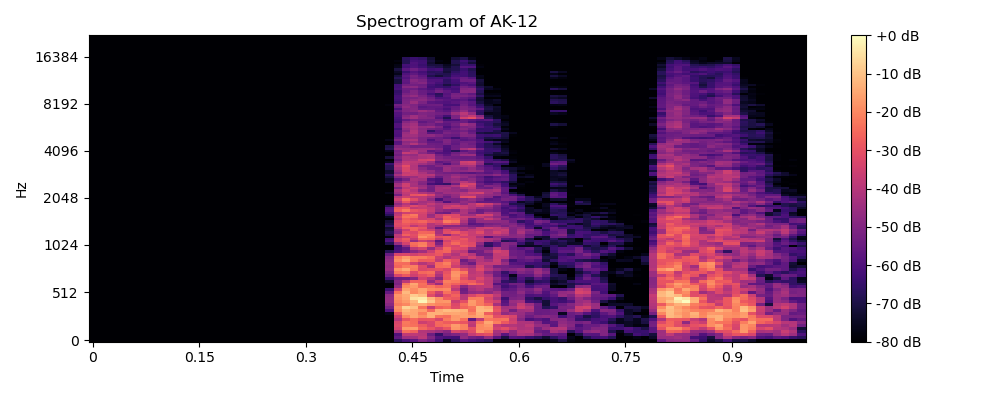 Spectrogram of AK-12
16384
8192
4096
2048
1024
512
0
Hz
0
0.15
0.3
0.45
0.6
0.75
0.9
Time
+0 dB
-10 dB
-20 dB
-30 dB
-40 dB
-50 dB
-60 dB
-70 dB
-80 dB